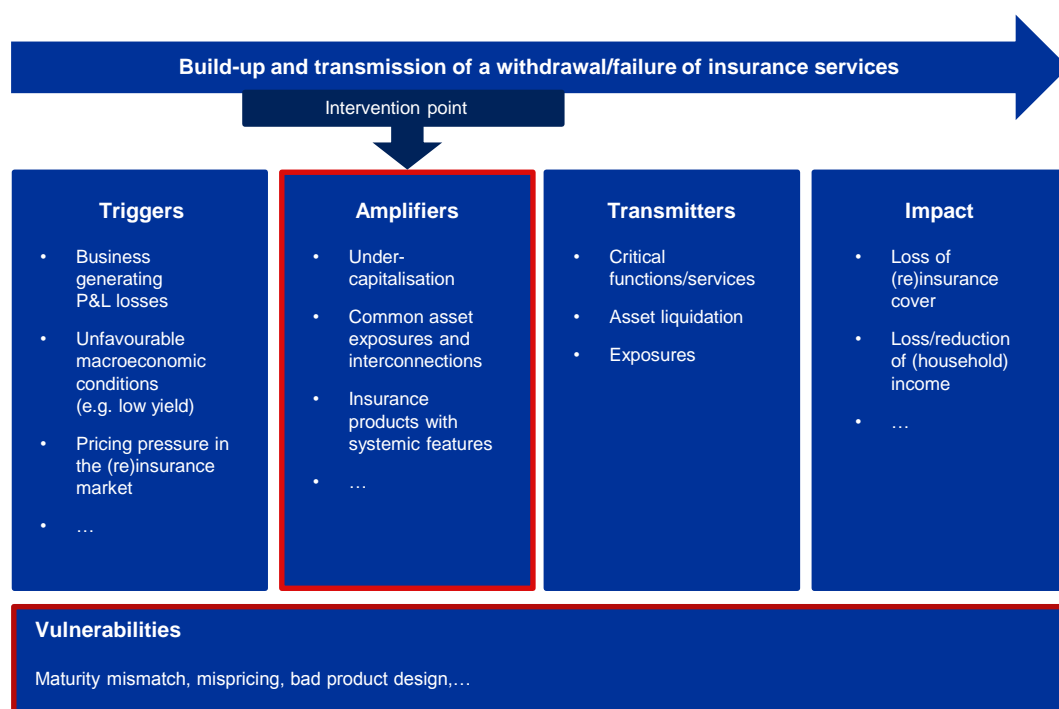 Build-up and transmission of a withdrawal/failure of insurance services
Intervention point
Triggers
• Business
generating
P&L losses
• Unfavourable
macroeconomic
conditions
(e.g. low yield)
• Pricing pressure in
the (re)insurance
market
• …
Amplifiers
• Under-
capitalisation
• Common asset
exposures and
interconnections
• Insurance
products with
systemic features
• …
Transmitters
• Critical
functions/services
• Asset liquidation
• Exposures
Impact
• Loss of
(re)insurance
cover
• Loss/reduction
of (household)
income
• …
Vulnerabilities
Maturity mismatch, mispricing, bad product design,…